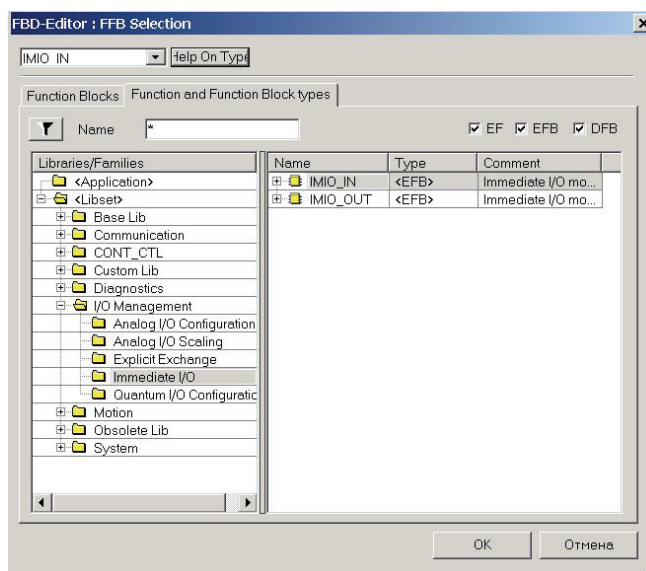 FBD-Editor : FFB Selection
IMIO_IN
Help On Type
Function Blocks Function and Function Block types
Name * EF EFB DFB
Libraries/Families Name Type Comment
<Application> IMIO_IN <EFB> Immediate I/O mo...
<Libset> IMIO_OUT <EFB> Immediate I/O mo...
Base Lib
Communication
CONT_CTL
Custom Lib
Diagnostics
I/O Management
Analog I/O Configuration
Analog I/O Scaling
Explicit Exchange
Immediate I/O
Quantum I/O Configuratic
Motion
Obsolete Lib
System
OK Отмена